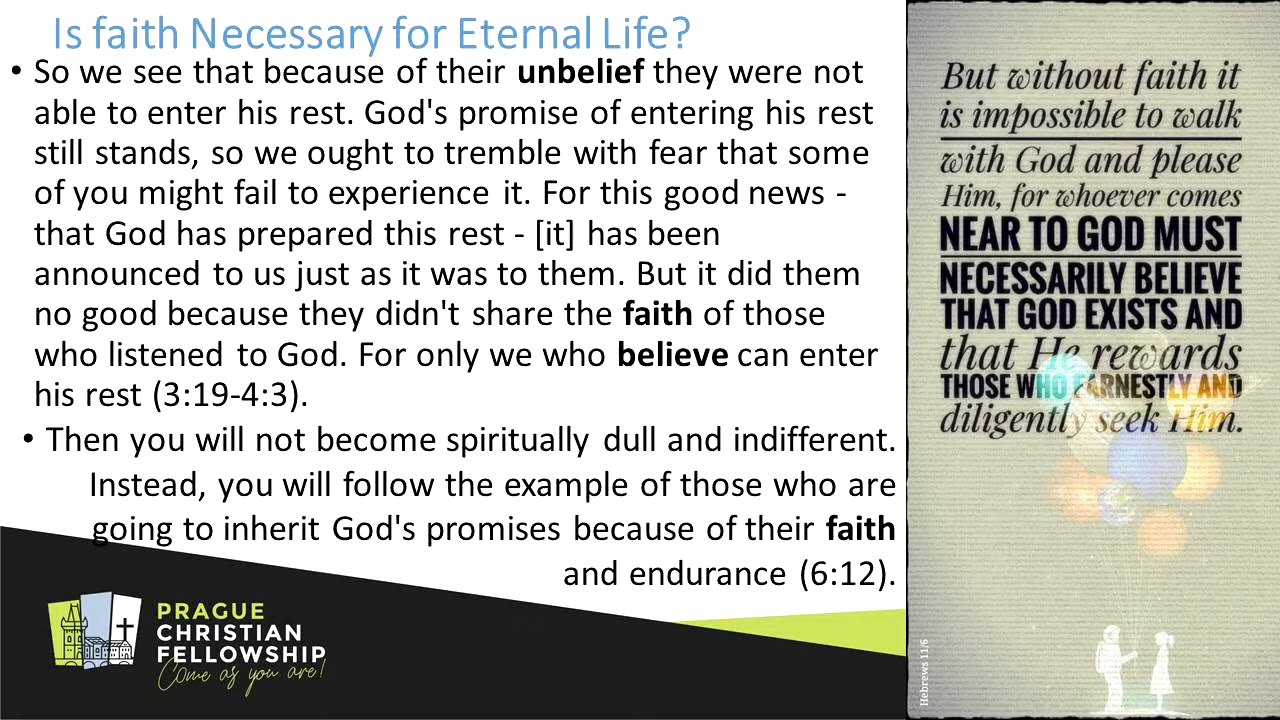 Is faith Necessary for Eternal Life?
• So we see that because of their unbelief they were not
able to enter his rest. God's promise of entering his rest
still stands, so we ought to tremble with fear that some
of you might fail to experience it. For this good news -
that God has prepared this rest - [it] has been
announced to us just as it was to them. But it did them
no good because they didn't share the faith of those
who listened to God. For only we who believe can enter
his rest (3:19-4:3).
• Then you will not become spiritually dull and indifferent.
Instead, you will follow the example of those who are
going to inherit God's promises because of their faith
and endurance (6:12).
PRAGUE
CHRISTIAN
FELLOWSHIP
Come as you are!
But without faith it
is impossible to walk
with God and please
Him, for whoever comes
NEAR TO GOD MUST
NECESSARILY BELIEVE
THAT GOD EXISTS AND
that He rewards
THOSE WHO EARNESTLY AND
diligently seek Him.
Hebrews 11/6